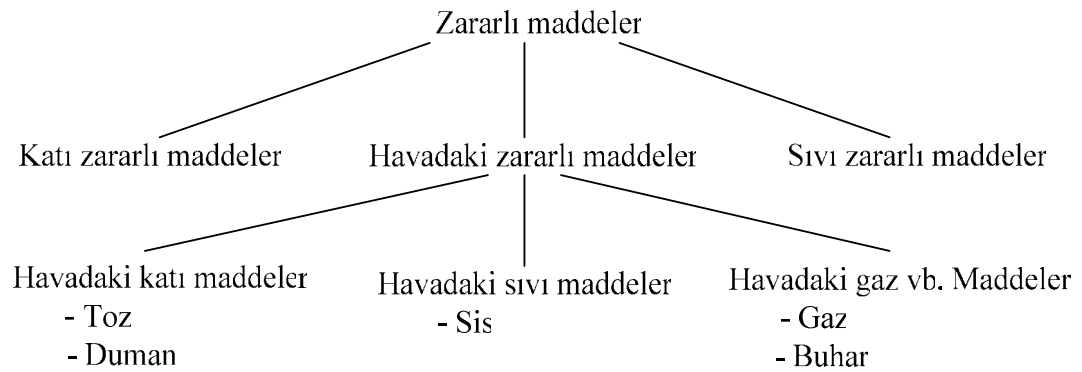 Zararlı maddeler
Katı zararlı maddeler
Havadaki zararlı maddeler
Sıvı zararlı maddeler
Havadaki katı maddeler
- Toz
- Duman
Havadaki sıvı maddeler
- Sis
Havadaki gaz vb. Maddeler
- Gaz
- Buhar